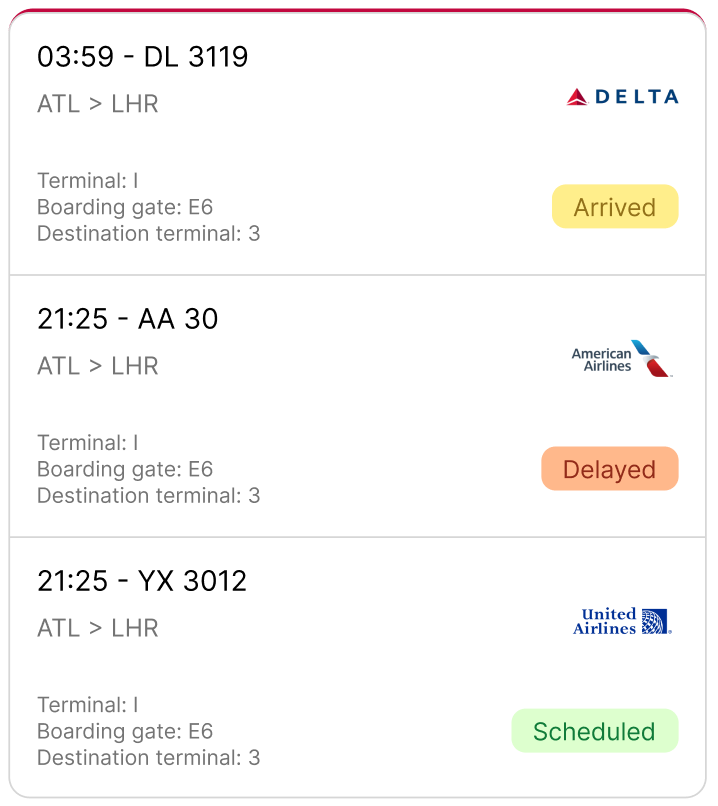 03:59 - DL 3119
ATL > LHR
DELTA
Terminal: I
Boarding gate: E6
Destination terminal: 3
Arrived
21:25 - AA 30
ATL > LHR
American
Airlines
Terminal: I
Boarding gate: E6
Destination terminal: 3
Delayed
21:25 - YX 3012
ATL > LHR
United
Airlines
Terminal: I
Boarding gate: E6
Destination terminal: 3
Scheduled